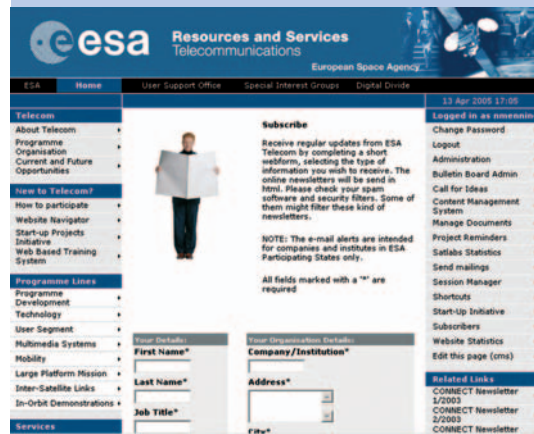 esa
Resources and Services
Telecommunications
European Space Agency
ESA
Home
User Support Office
Special Interest Groups
Digital Divide
13 Apr 2005 17:05
Telecom
About Telecom
Programme
Organisation
Current and Future
Opportunities
New to Telecom?
How to participate
Website Navigator
Start-up Projects
Initiative
Web Based Training
System
Programme Lines
Programme
Development
Technology
User Segment
Multimedia Systems
Mobility
Large Platform Mission
Inter-Satellite Links
In-Orbit Demonstrations
Services
Subscribe
Receive regular updates from ESA
Telecom by completing a short
webform, selecting the type of
information you wish to receive. The
online newsletters will be send in
html. Please check your spam
software and security filters. Some of
them might filter these kind of
newsletters.
NOTE: The e-mail alerts are intended
for companies and institutes in ESA
Participating States only.
All fields marked with a "*" are
required
Your Details:
First Name*
Last Name*
Job Title*
Your Organisation Details:
Company/Institution*
Address*
City*
Logged in as nmennin
Change Password
Logout
Administration
Bulletin Board Admin
Call for Ideas
Content Management
System
Manage Documents
Project Reminders
Satlabs Statistics
Send mailings
Session Manager
Shortcuts
Start-Up Initiative
Subscribers
Website Statistics
Edit this page (cms)
Related Links
CONNECT Newsletter
1/2003
CONNECT Newsletter
2/2003
CONNECT Newsletter